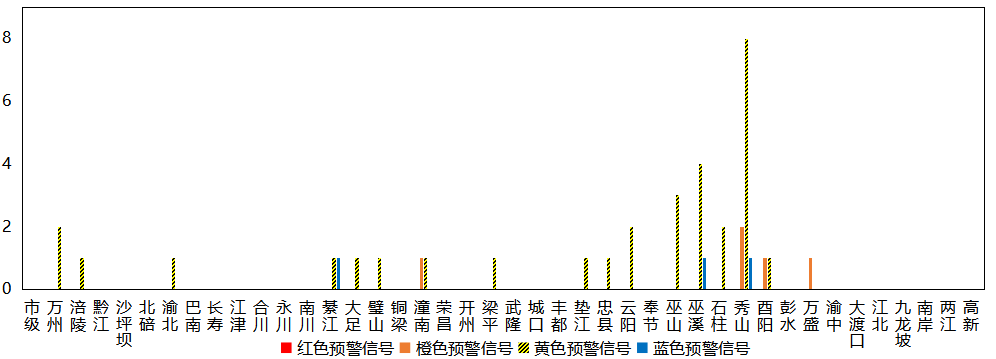 8
6
4
2
0
市级 万州 涪陵 黔江 沙坪坝 北碚 渝北 巴南 长寿 江津 合川 永川 南川 綦江 大足 璧山 铜梁 潼南 荣昌 开州 梁平 武隆 城口 丰都 垫江 忠县 云阳 奉节 巫山 巫溪 石柱 秀山 酉阳 彭水 万盛 渝中 大渡口 江北 九龙坡 南岸 两江 高新
红色预警信号 橙色预警信号 黄色预警信号 蓝色预警信号